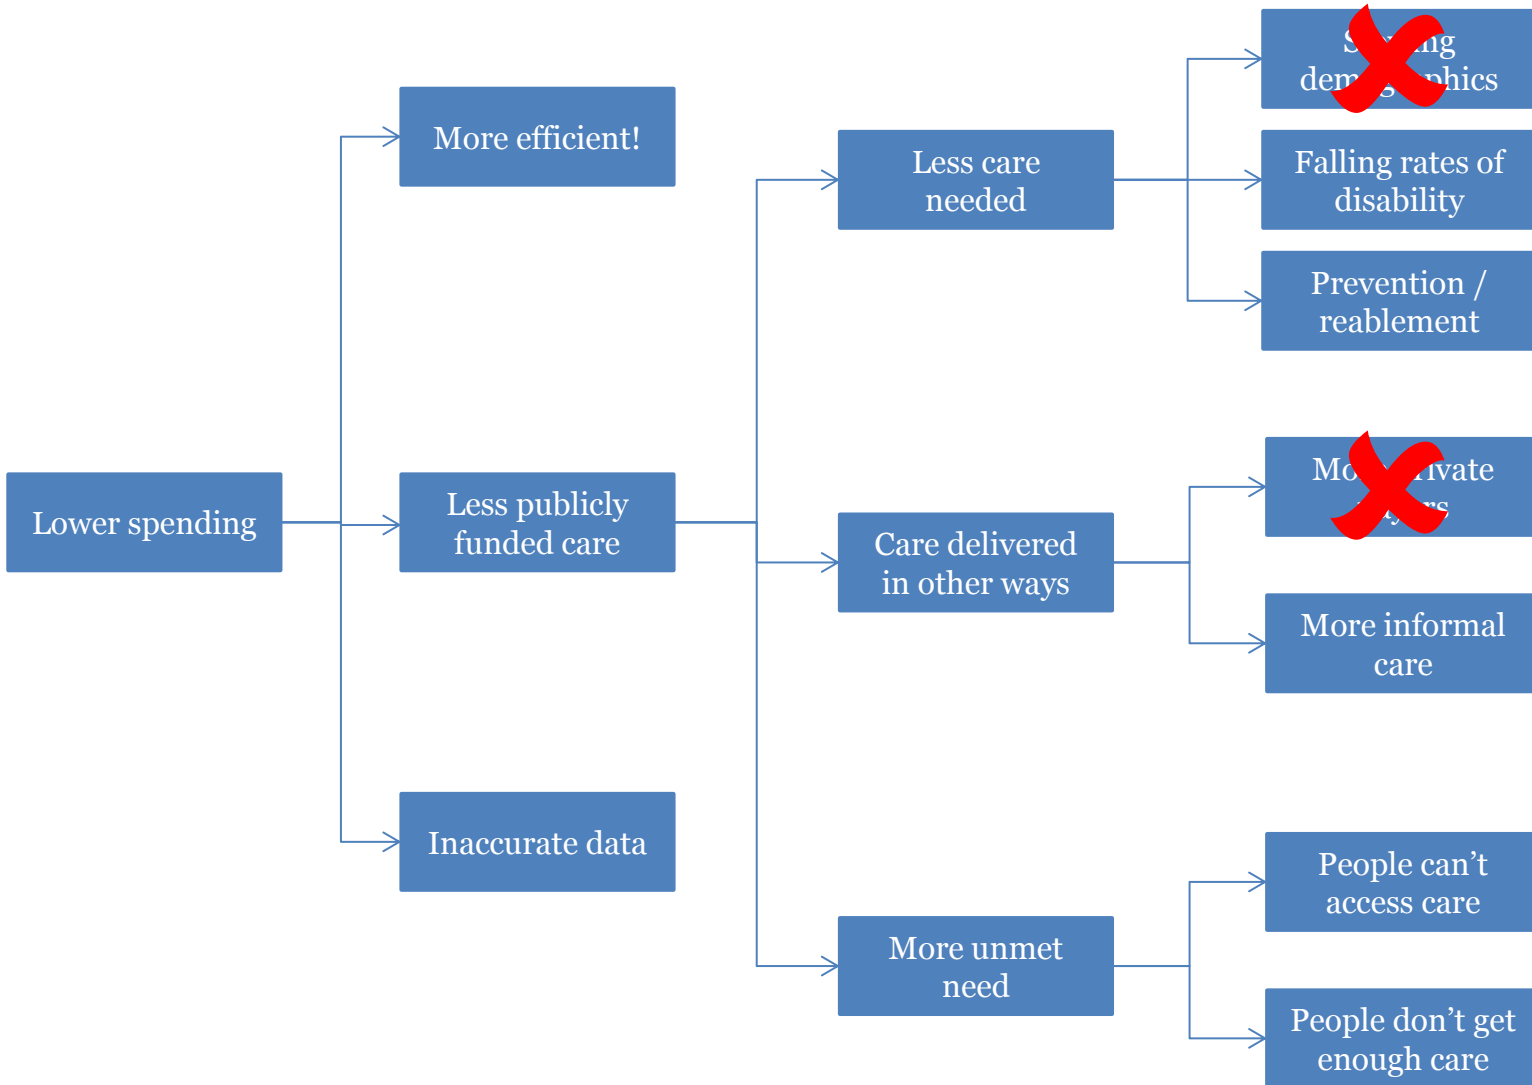 More efficient!
Lower spending
Less publicly
funded care
Inaccurate data
Less care
needed
Care delivered
in other ways
More unmet
need
Falling rates of
disability
Prevention /
reablement
More informal
care
People can’t
access care
People don’t get
enough care